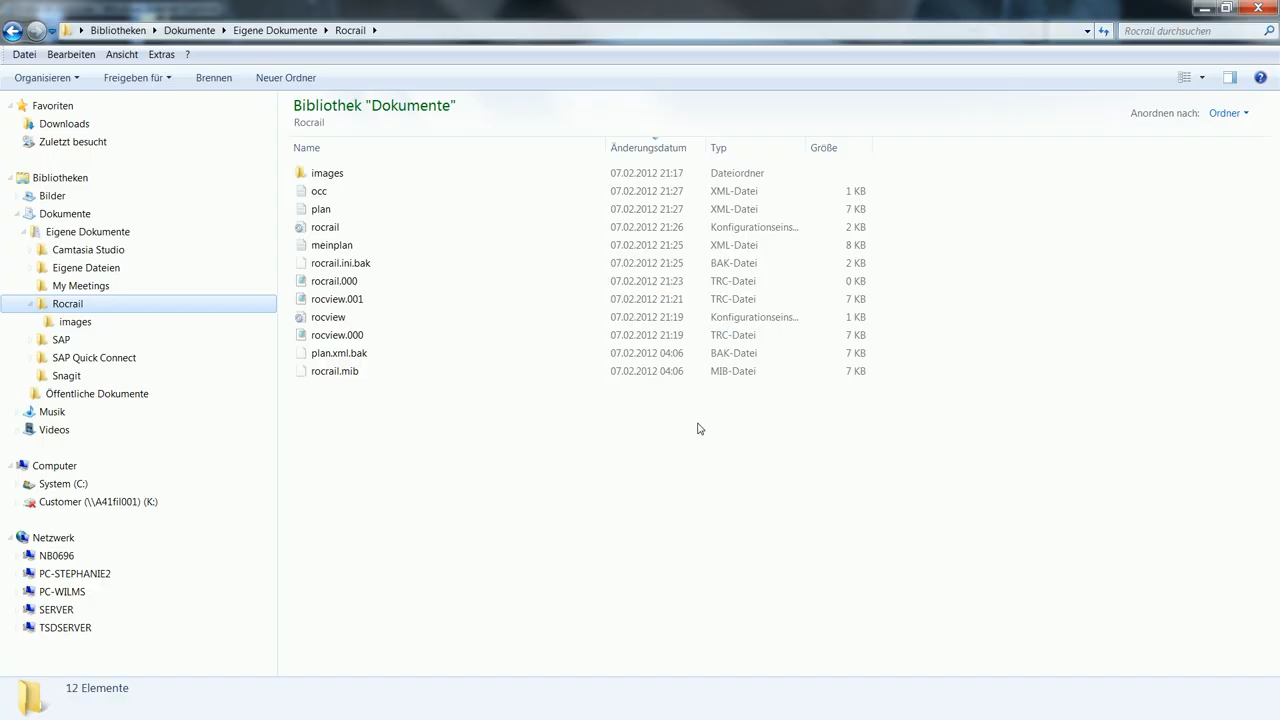 Bibliotheken Dokumente Eigene Dokumente Rocrail Rocrail durchsuchen
Datei Bearbeiten Ansicht Extras ?
Organisieren Freigeben für Brennen Neuer Ordner
Favoriten
Downloads
Zuletzt besucht
Bibliotheken
Bilder
Dokumente
Eigene Dokumente
Camtasia Studio
Eigene Dateien
My Meetings
Rocrail
images
SAP
SAP Quick Connect
Snagit
Öffentliche Dokumente
Musik
Videos
Computer
System (C:)
Customer (\\A41fil001) (K:)
Netzwerk
NB0696
PC-STEPHANIE2
PC-WILMS
SERVER
TSDSERVER
Bibliothek "Dokumente"
Rocrail
Anordnen nach: Ordner
Name Änderungsdatum Typ Größe
images 07.02.2012 21:17 Dateiordner
occ 07.02.2012 21:27 XML-Datei 1 KB
plan 07.02.2012 21:27 XML-Datei 7 KB
rocrail 07.02.2012 21:26 Konfigurationseins... 2 KB
meinplan 07.02.2012 21:25 XML-Datei 8 KB
rocrail.ini.bak 07.02.2012 21:25 BAK-Datei 2 KB
rocrail.000 07.02.2012 21:23 TRC-Datei 0 KB
rocview.001 07.02.2012 21:21 TRC-Datei 7 KB
rocview 07.02.2012 21:19 Konfigurationseins... 1 KB
rocview.000 07.02.2012 21:19 TRC-Datei 7 KB
plan.xml.bak 07.02.2012 04:06 BAK-Datei 7 KB
rocrail.mib 07.02.2012 04:06 MIB-Datei 7 KB
12 Elemente